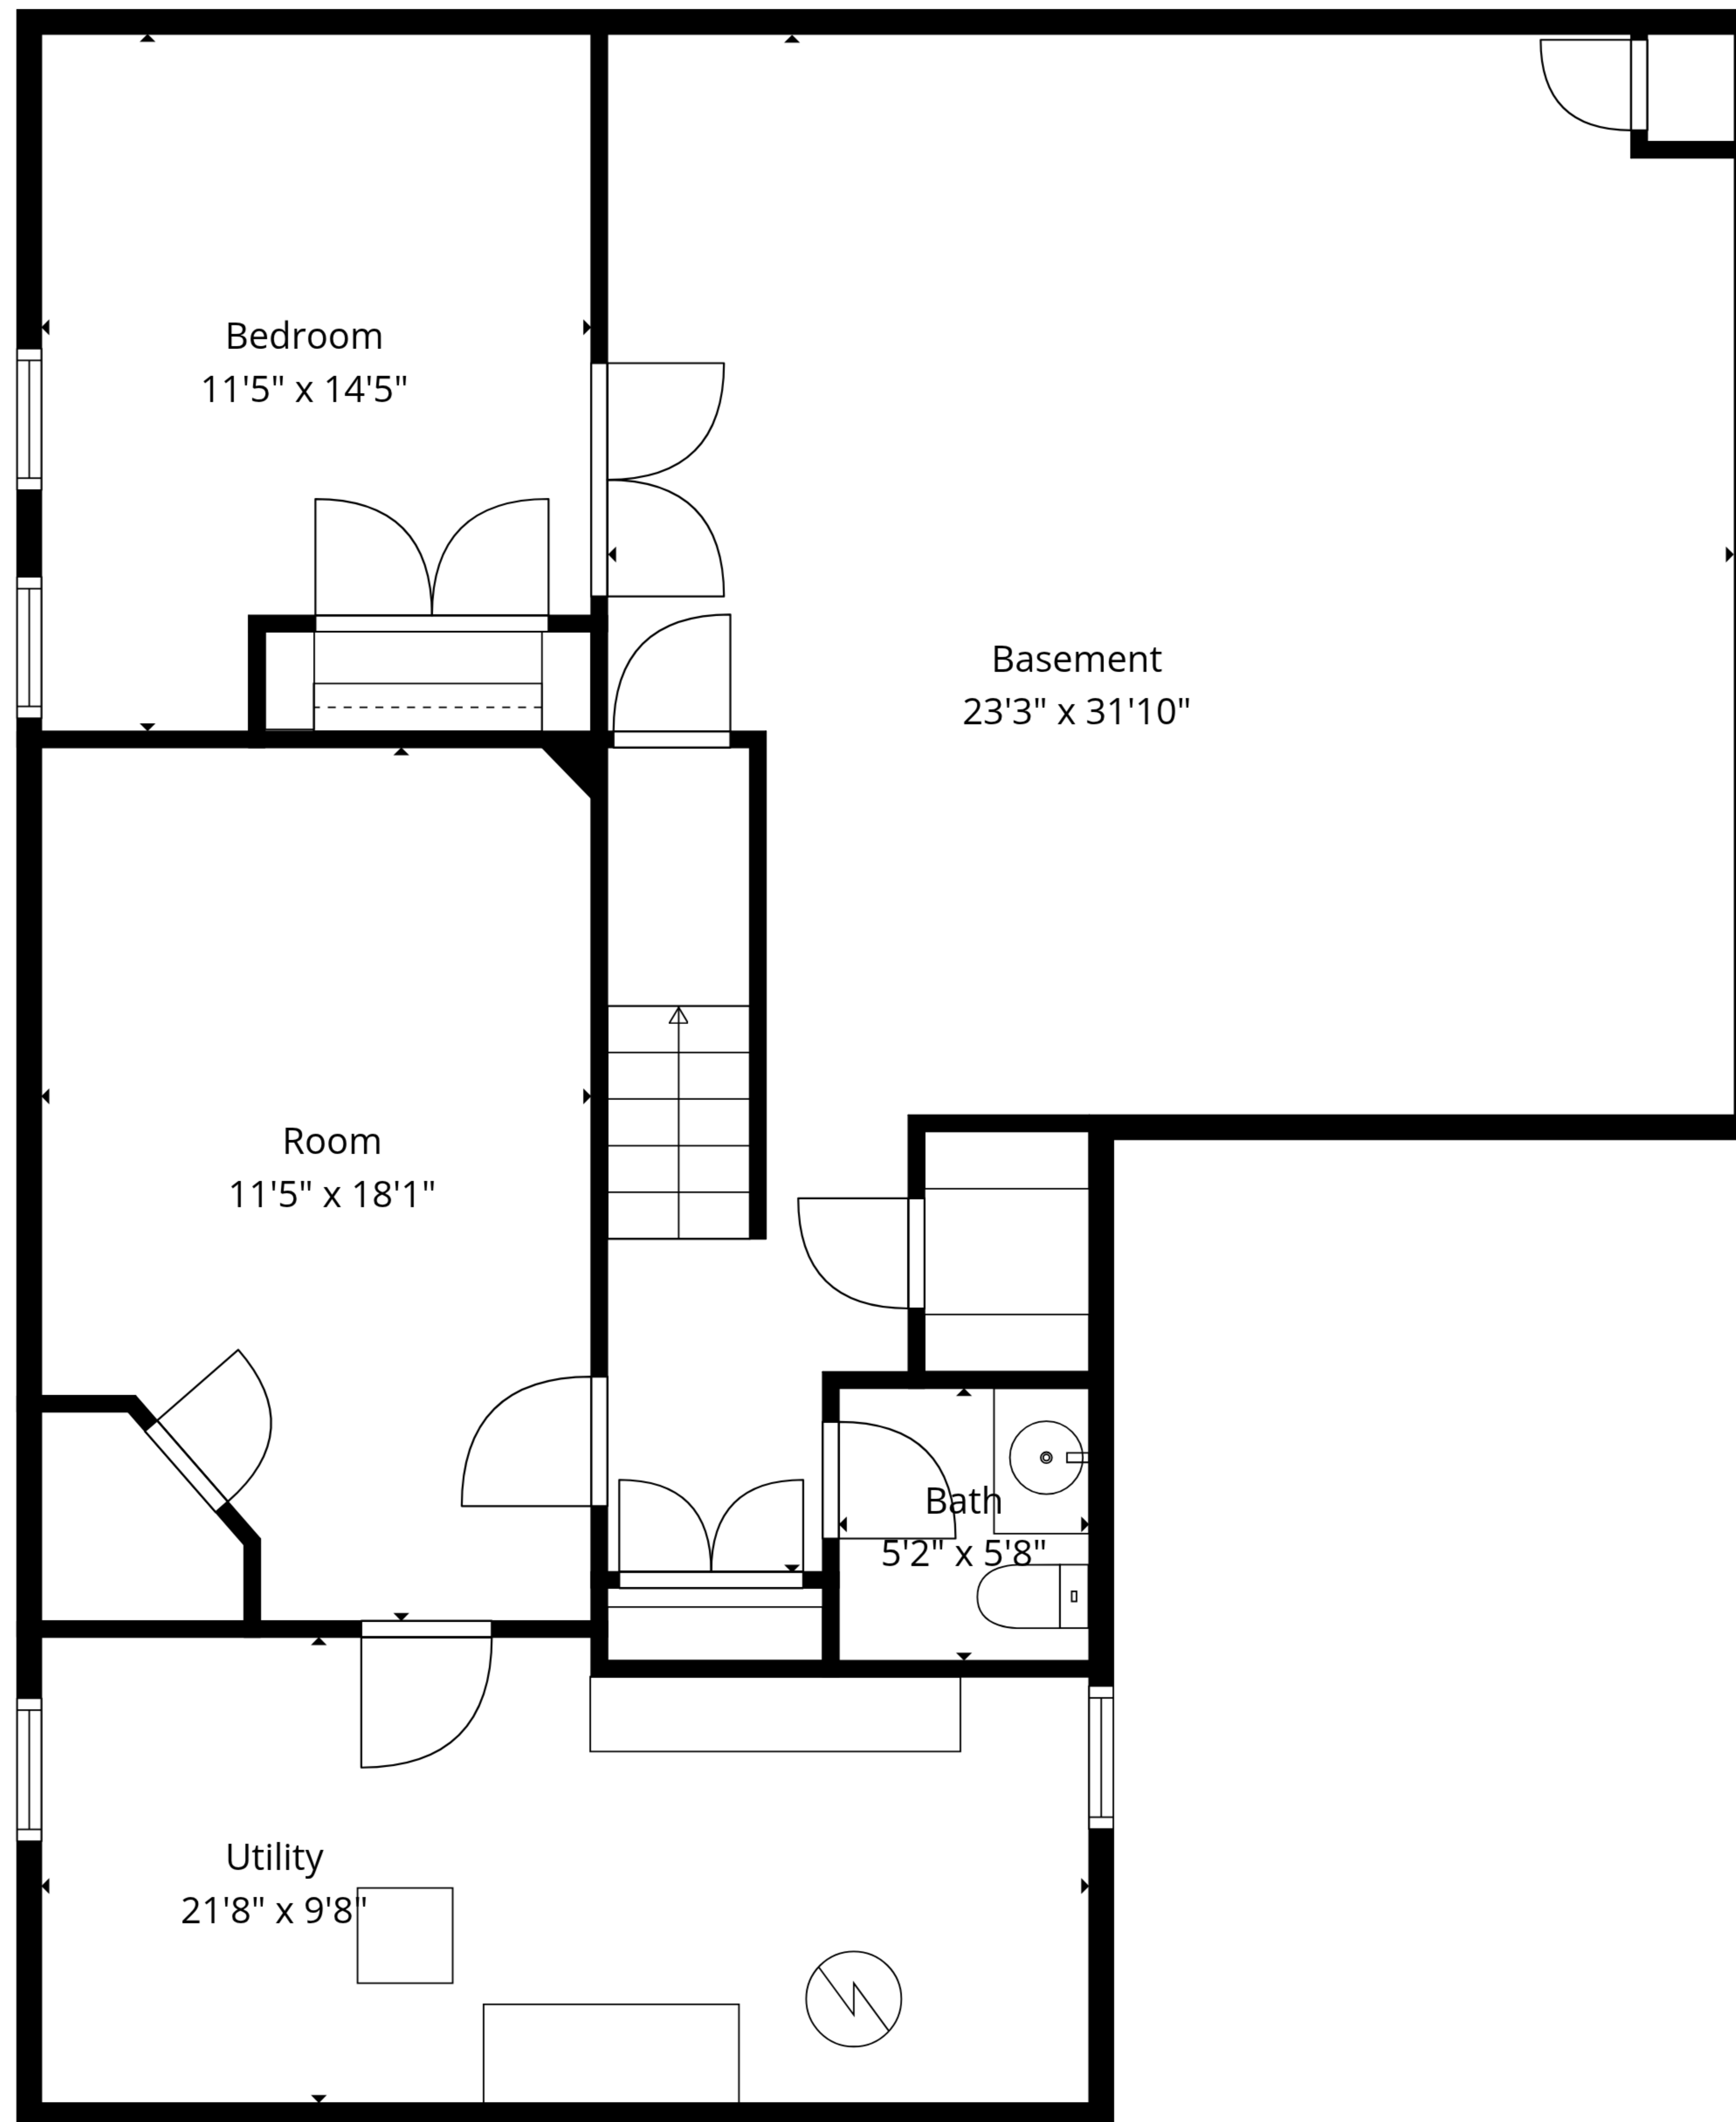 Bedroom
11'5" x 14'5"
Basement
23'3" x 31'10"
Room
11'5" x 18'1"
Bath
5'2" x 5'8"
Utility
21'8" x 9'8"